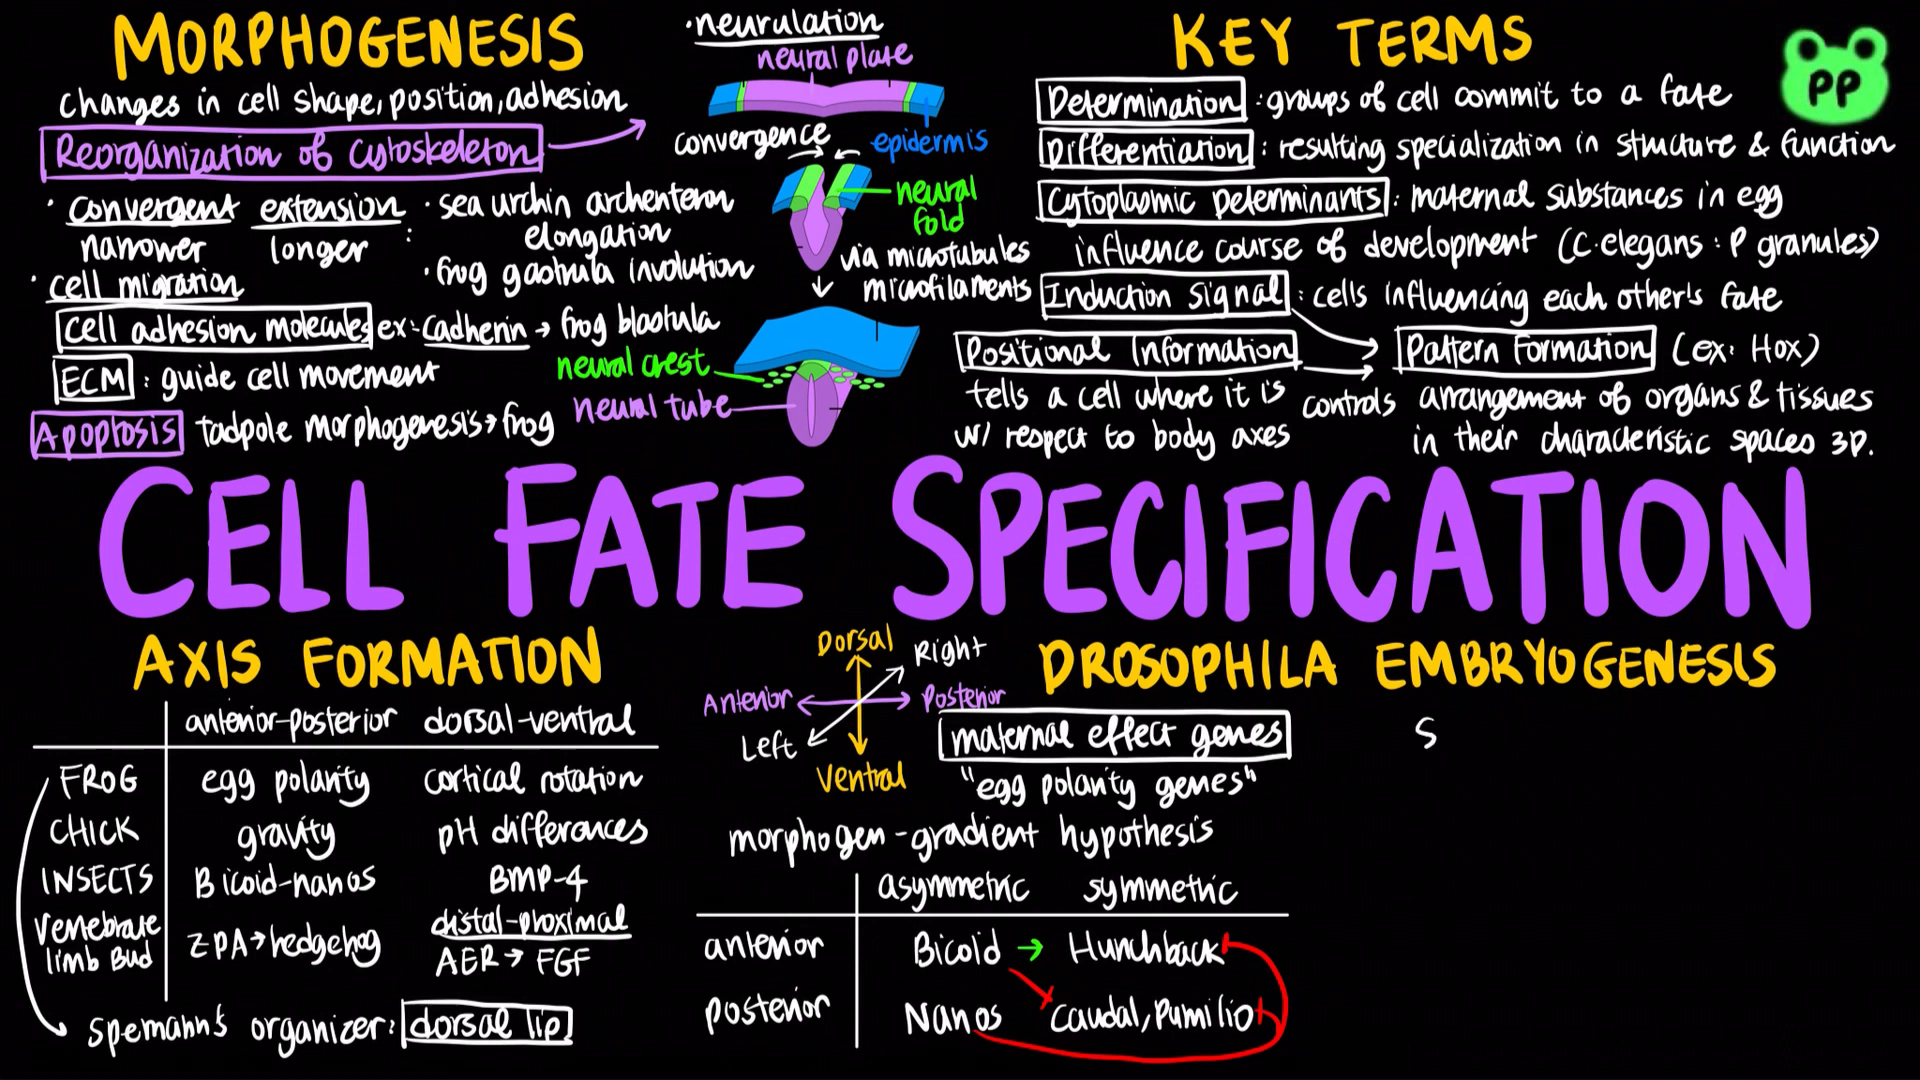 MORPHOGENESIS
changes in cell shape, position, adhesion
Reorganization of cytoskeleton
· convergent extension :
narrower longer
· sea urchin archenteron
elongation
· frog gastrula involution
· cell migration
cell adhesion molecules ex: cadherin → frog blastula
ECM : guide cell movement
Apoptosis tadpole morphogenesis → frog
· neurulation
neural plate
convergence
epidermis
neural
fold
via microtubules
microfilaments
neural crest
neural tube
KEY TERMS
PP
Determination : groups of cell commit to a fate
Differentiation : resulting specialization in structure & function
Cytoplasmic Determinants : maternal substances in egg
influence course of development (C. elegans : P granules)
Induction Signal : cells influencing each other's fate
Positional Information
tells a cell where it is
w/ respect to body axes
controls
Pattern Formation (ex: Hox)
arrangement of organs & tissues
in their characteristic spaces 3D.
CELL FATE SPECIFICATION
AXIS FORMATION
anterior-posterior dorsal-ventral
FROG egg polarity cortical rotation
CHICK gravity pH differences
INSECTS Bicoid-nanos BMP-4
Vertebrate
limb Bud
ZPA → hedgehog
distal-proximal
AER → FGF
Spemann's organizer: dorsal lip
Dorsal
Right
Anterior
Posterior
Left
Ventral
DROSOPHILA EMBRYOGENESIS
maternal effect genes
S
"egg polarity genes"
morphogen-gradient hypothesis
asymmetric symmetric
anterior Bicoid → Hunchback
posterior Nanos Caudal, Pumilio